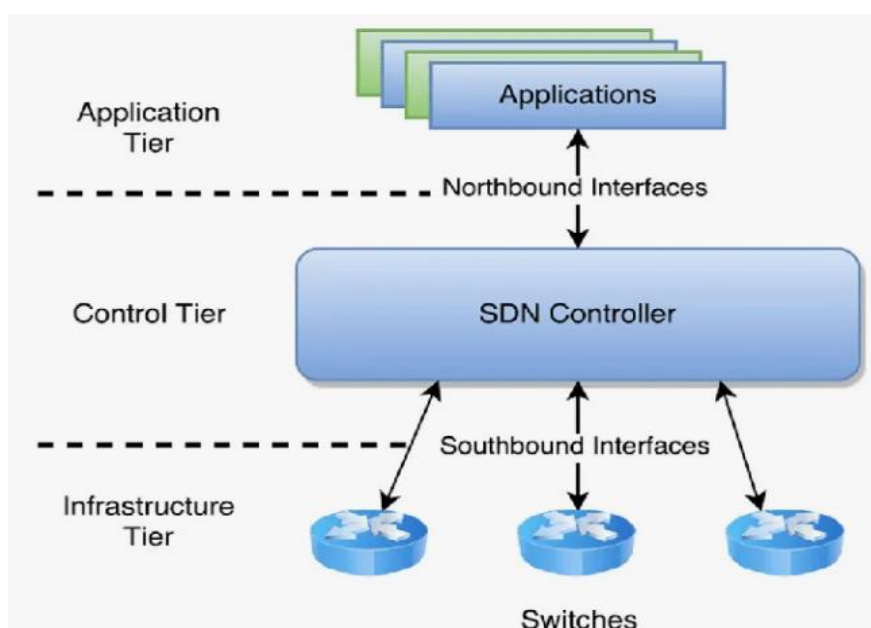 Applications
Application
Tier
Northbound Interfaces
Control Tier
SDN Controller
Southbound Interfaces
Infrastructure
Tier
Switches